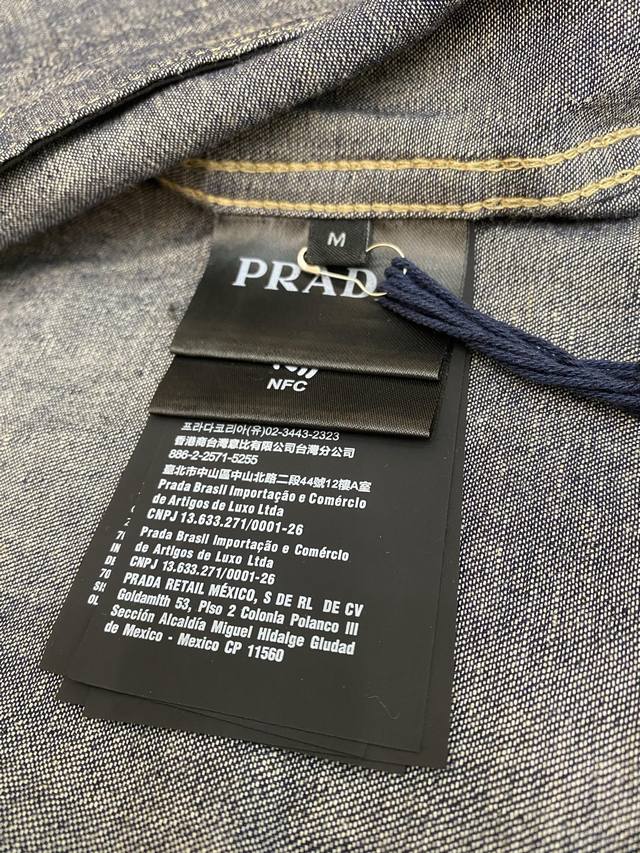 M
PRAD
NFC
프라다코리아(유)02-3443-2323
香港商台灣意比有限公司台灣分公司
886-2-2571-5255
臺北市中山區中山北路二段44號12樓A室
Prada Brasil Importação e Comércio
de Artigos de Luxo Ltda
CNPJ 13.633.271/0001-26
Prada Brasil Importação e Comércio
de Artigos de Luxo Ltda
CNPJ 13.633.271/0001-26
PRADA RETAIL MÉXICO, S DE RL DE CV
Goldamlth 53, Plso 2 Colonia Polanco III
Sección Alcaldía Miguel Hidalge Gludad
de Mexico - Mexico CP 11560